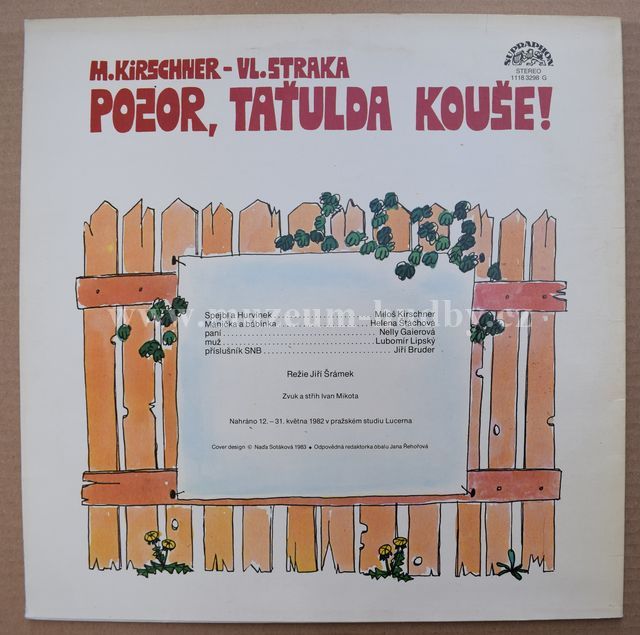 SUPRAPHON
STEREO
1118 3298 G
M.KiRSCHNER - VL.STRAKA
POZOR, TAŤULDA KOUŠE!
Spejbl a Hurvínek .......................... Miloš Kirschner
Mánička a bábinka .......................... Helena Štáchová
paní .......................... Nelly Gaierová
muž .......................... Lubomír Lipský
příslušník SNB .......................... Jiří Bruder
Režie Jiří Šrámek
Zvuk a střih Ivan Mikota
Nahráno 12. – 31. května 1982 v pražském studiu Lucerna
Cover design © Naďa Sotáková 1983 ✦ Odpovědná redaktorka obalu Jana Řehořová
www.museum-hudby.cz